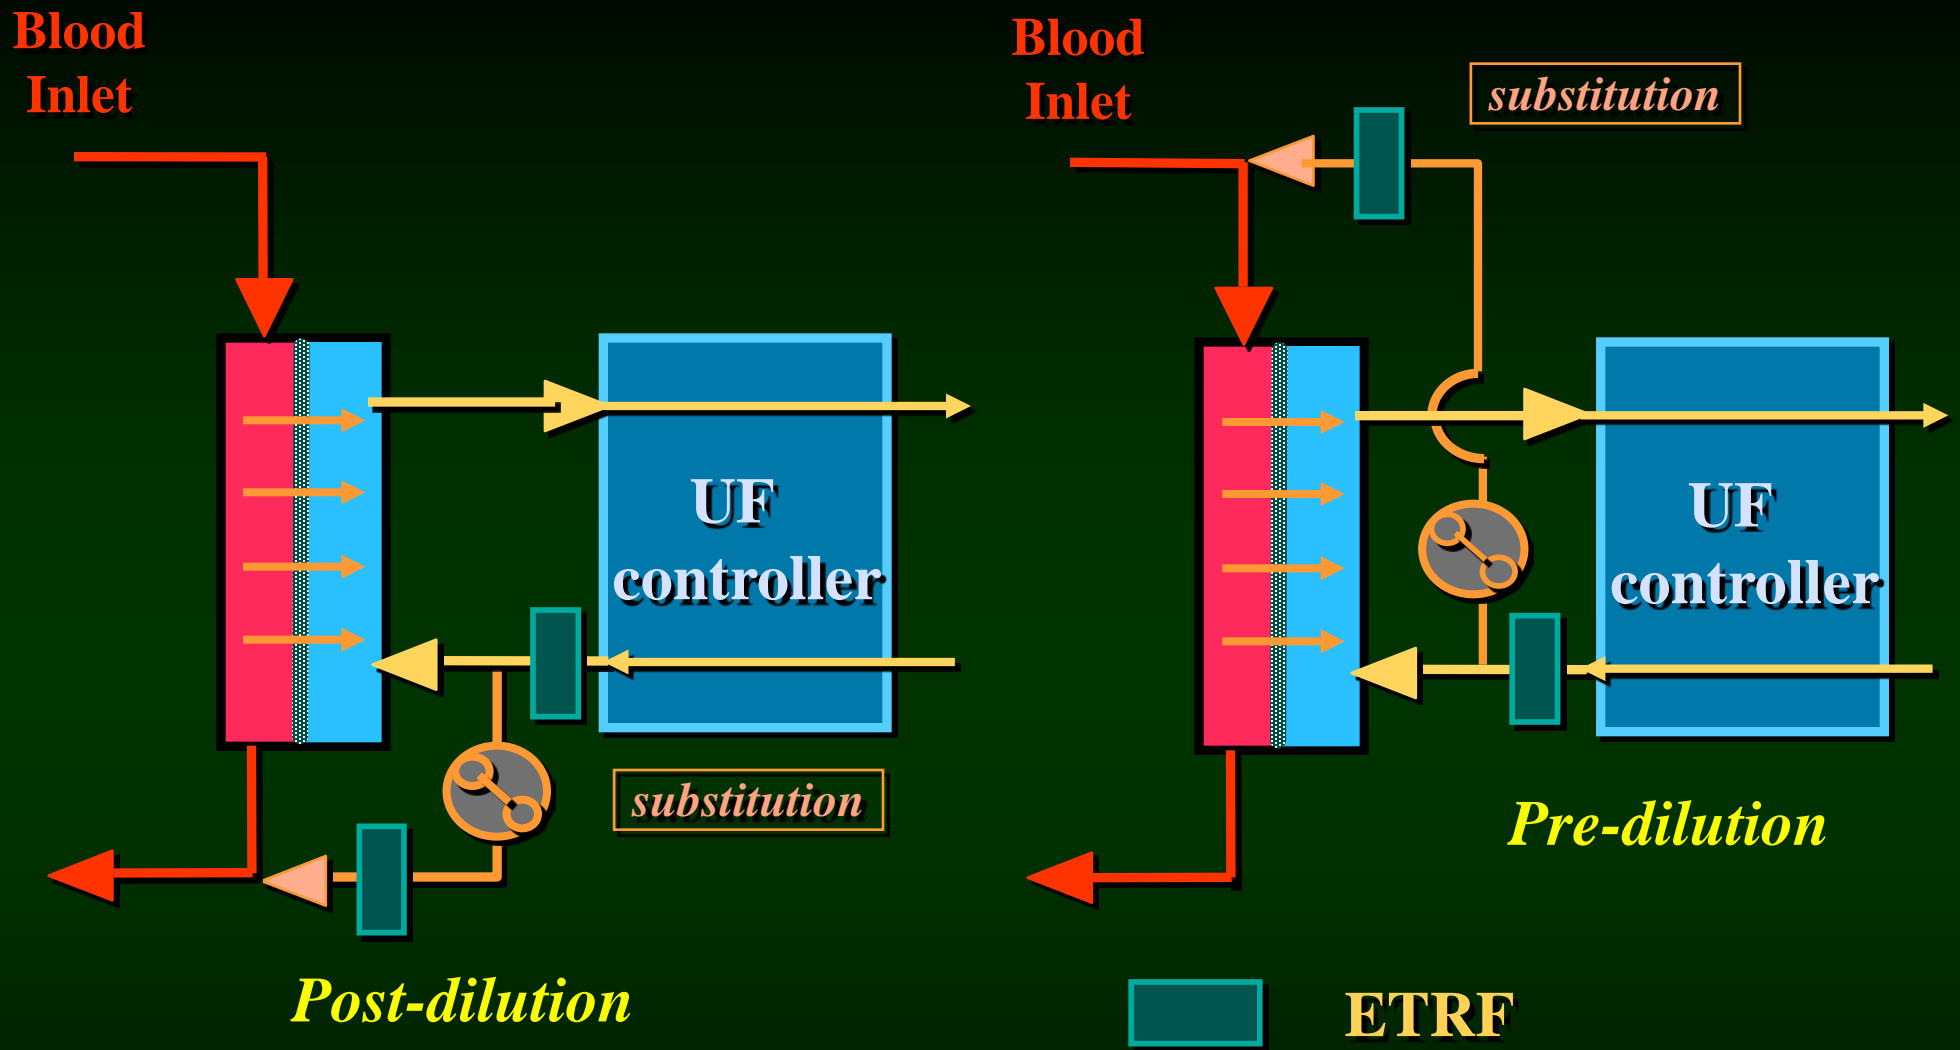 Blood
Inlet
UF
controller
substitution
Post-dilution
Blood
Inlet
substitution
UF
controller
Pre-dilution
ETRF